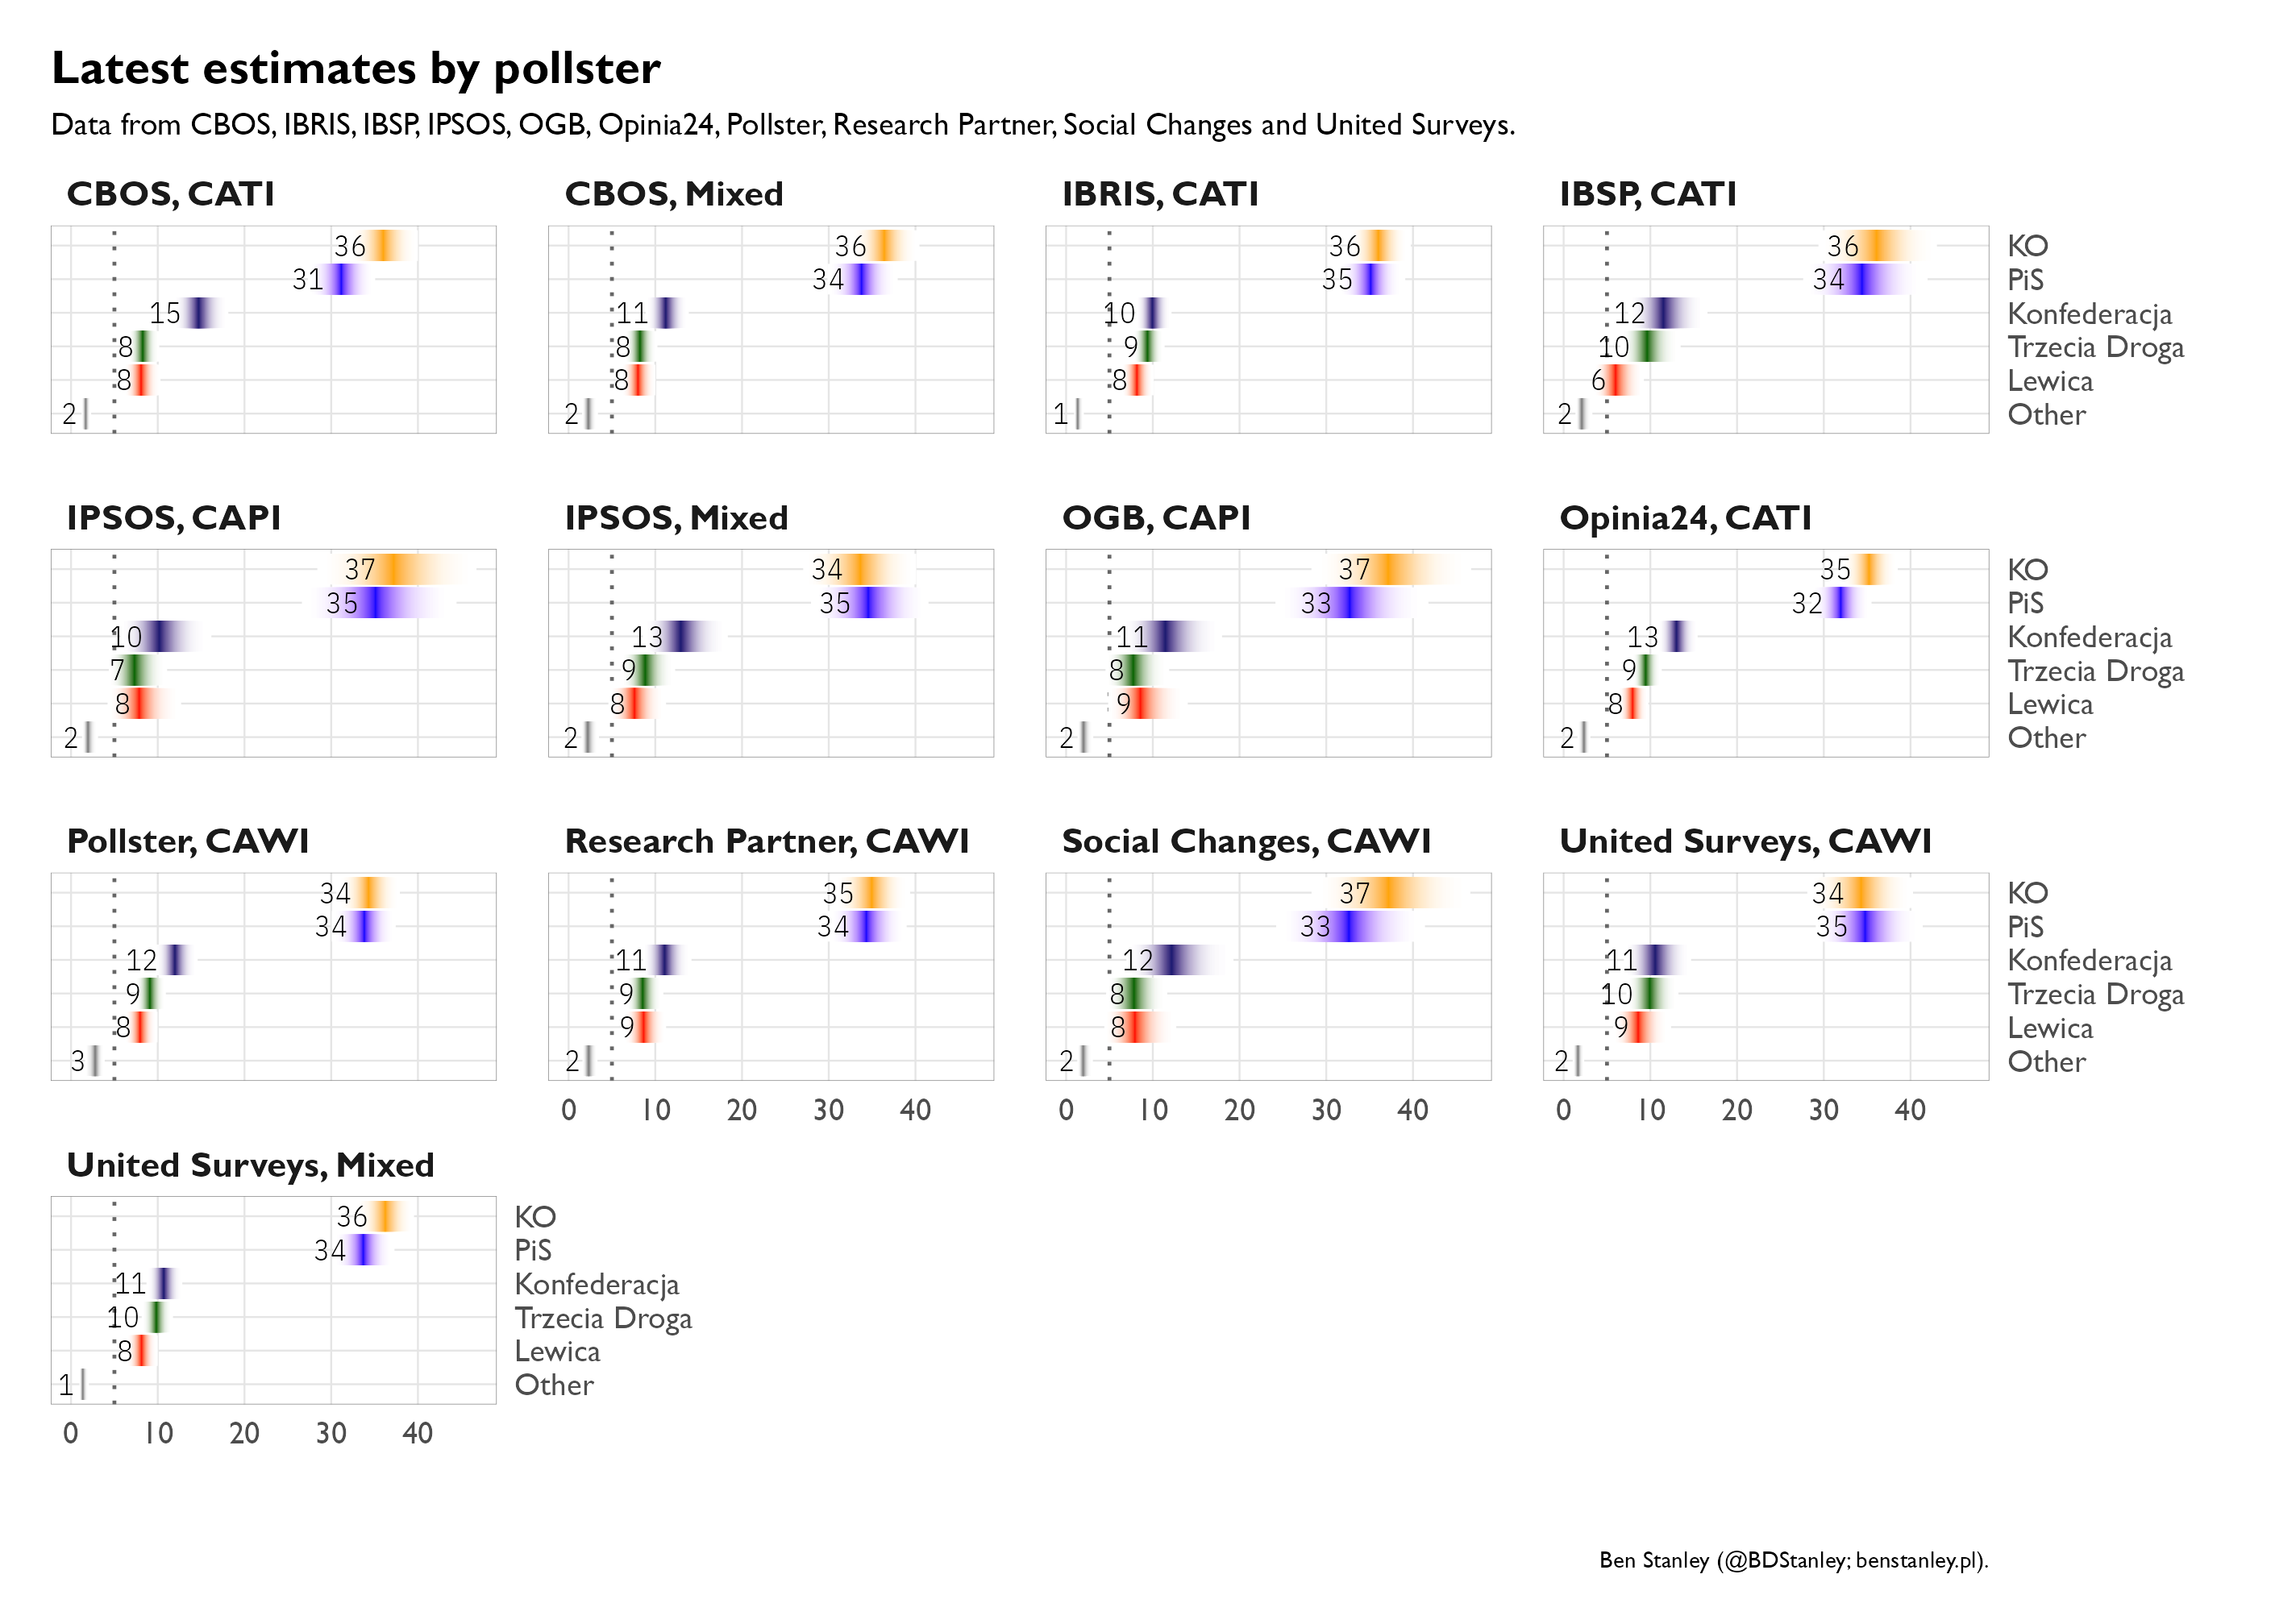 Latest estimates by pollster
Data from CBOS, IBRIS, IBSP, IPSOS, OGB, Opinia24, Pollster, Research Partner, Social Changes and United Surveys.
CBOS, CATI
36
31
15
8
8
2
CBOS, Mixed
36
34
11
8
8
2
IBRIS, CATI
36
35
10
9
8
1
IBSP, CATI
36
34
12
10
6
2
KO
PiS
Konfederacja
Trzecia Droga
Lewica
Other
IPSOS, CAPI
37
35
10
7
8
2
IPSOS, Mixed
34
35
13
9
8
2
OGB, CAPI
37
33
11
8
9
2
Opinia24, CATI
35
32
13
9
8
2
KO
PiS
Konfederacja
Trzecia Droga
Lewica
Other
Pollster, CAWI
34
34
12
9
8
3
Research Partner, CAWI
35
34
11
9
9
2
0 10 20 30 40
Social Changes, CAWI
37
33
12
8
8
2
0 10 20 30 40
United Surveys, CAWI
34
35
11
10
9
2
0 10 20 30 40
KO
PiS
Konfederacja
Trzecia Droga
Lewica
Other
United Surveys, Mixed
36
34
11
10
8
1
0 10 20 30 40
KO
PiS
Konfederacja
Trzecia Droga
Lewica
Other
Ben Stanley (@BDStanley; benstanley.pl).